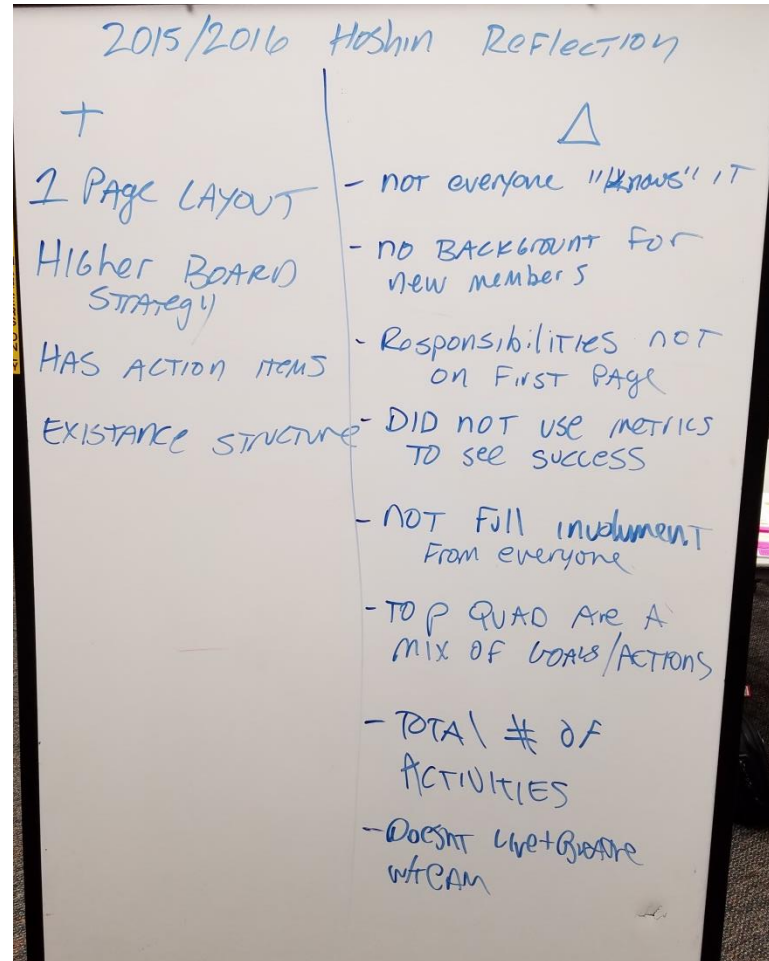 2015/2016 Hoshin Reflection
+
1 Page Layout
Higher Board
Strategy
Has Action Items
Existance Structure
Δ
- not everyone "knows" it
- no Backgrount for
new members
- Responsibilities not
on First Page
- Did not use metrics
to see success
- Not Full involument
From everyone
- Top Quad Are A
mix of Goals/Actions
- Total # of
Activities
- Doesnt Live+Breathe